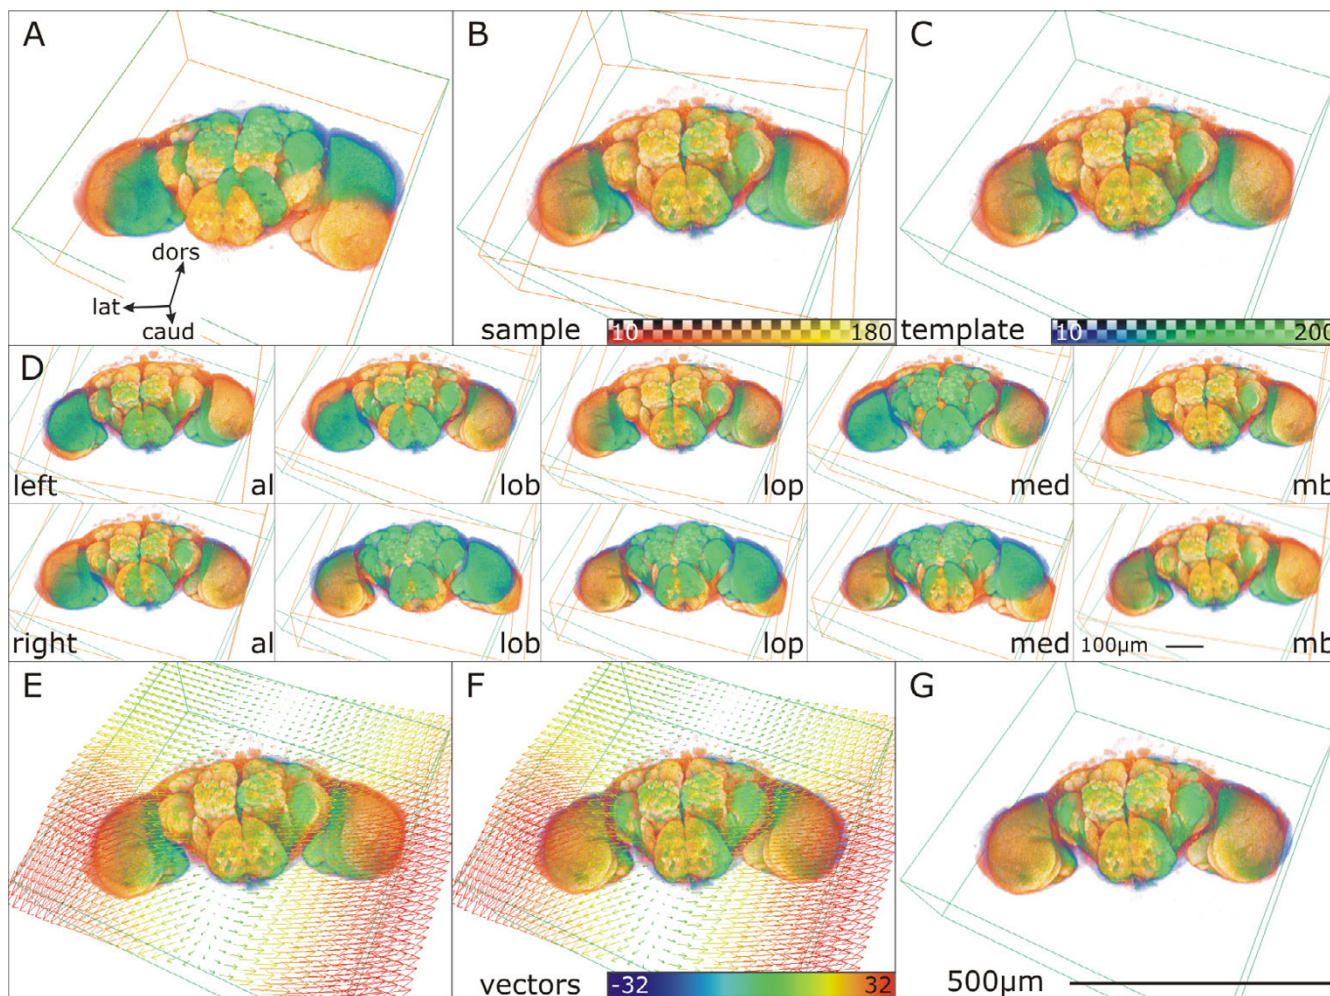 A
B
C
dors
lat
caud
sample 10 180
template 10 200
D
left al
lob
lop
med
mb
right al
lob
lop
med
100µm mb
E
F
G
vectors -32 32
500µm